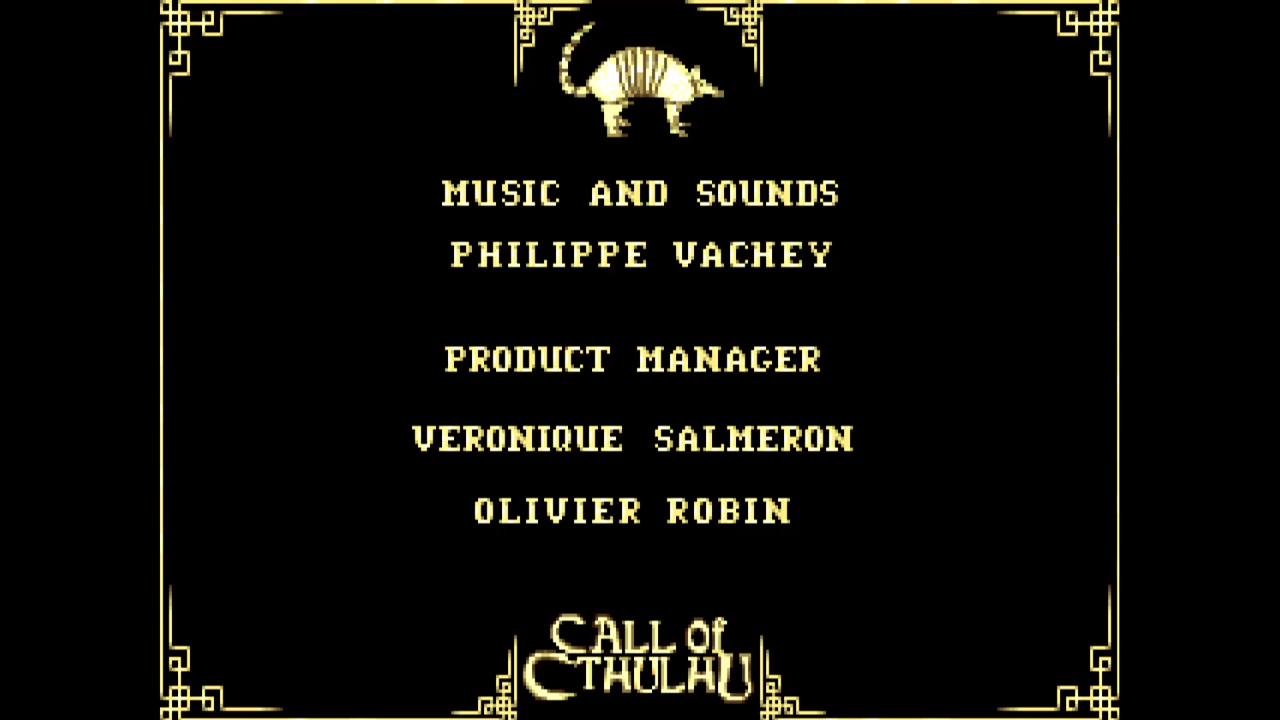 MUSIC AND SOUNDS
PHILIPPE VACHEY
PRODUCT MANAGER
VERONIQUE SALMERON
OLIVIER ROBIN
CALL OF
CTHULHU